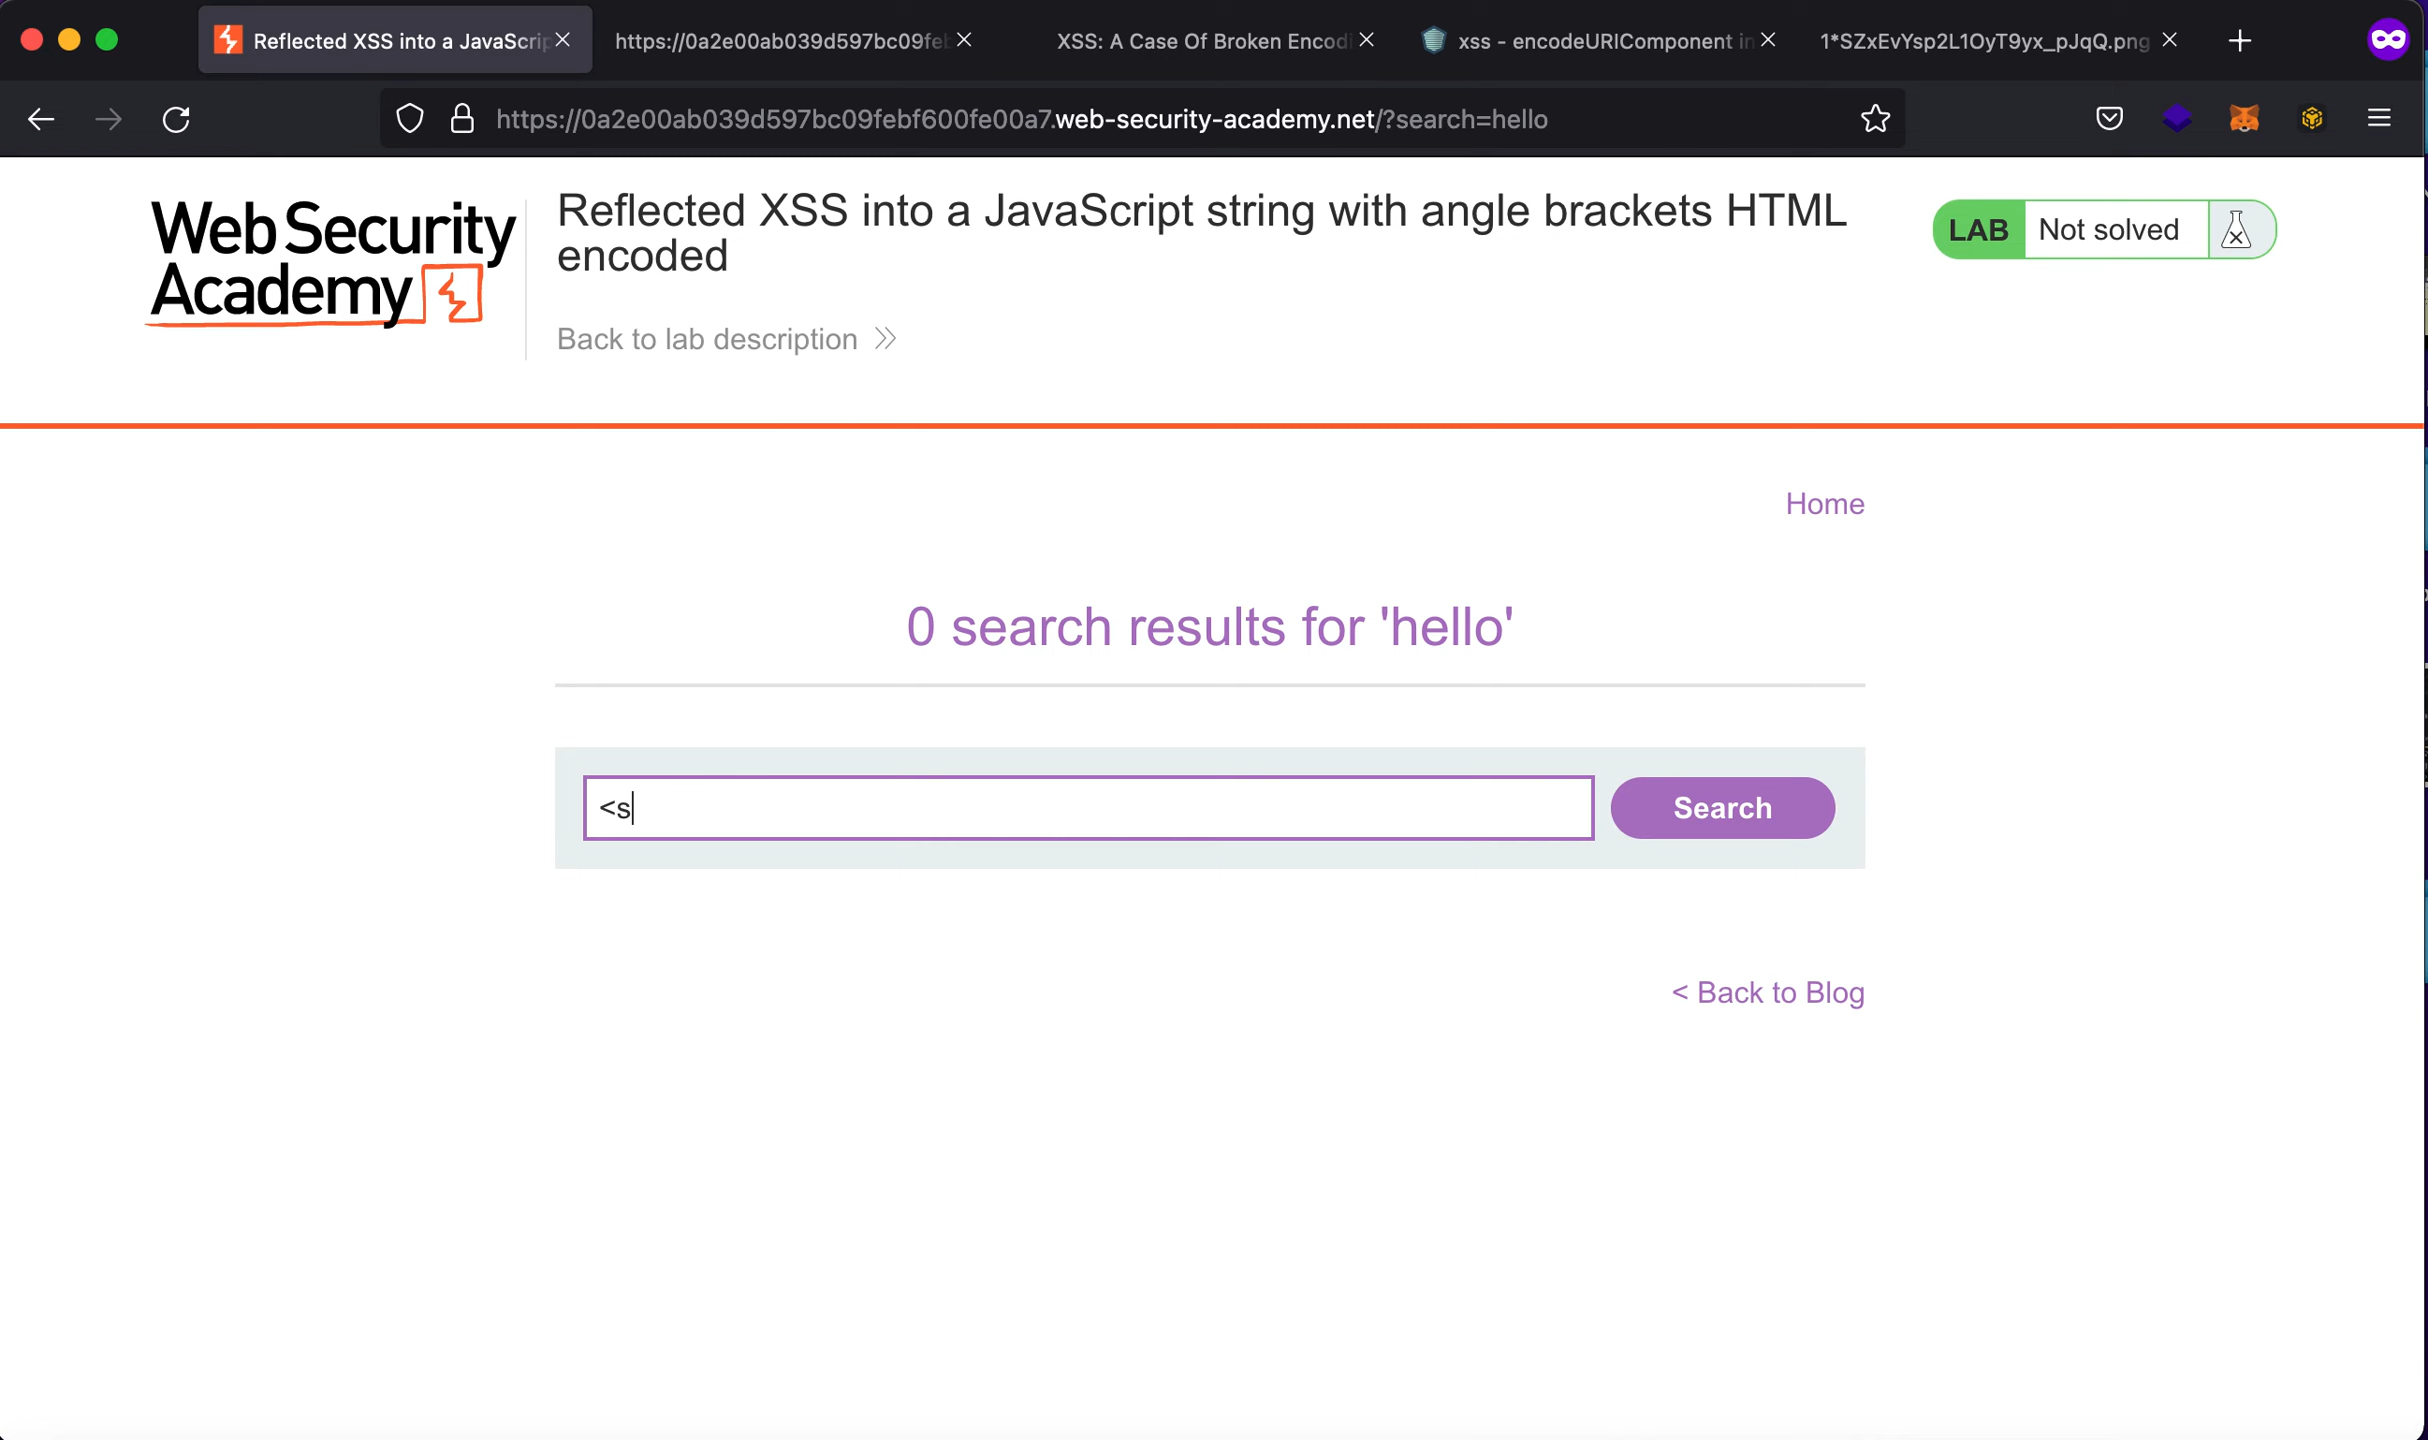 Reflected XSS into a JavaScrip
https://0a2e00ab039d597bc09feb
XSS: A Case Of Broken Encodi
xss - encodeURIComponent in
1*SZxEvYsp2L1OyT9yx_pJqQ.png
https://0a2e00ab039d597bc09febf600fe00a7.web-security-academy.net/?search=hello
Web Security
Academy
Reflected XSS into a JavaScript string with angle brackets HTML
encoded
LAB Not solved
Back to lab description
Home
0 search results for 'hello'
<s
Search
< Back to Blog